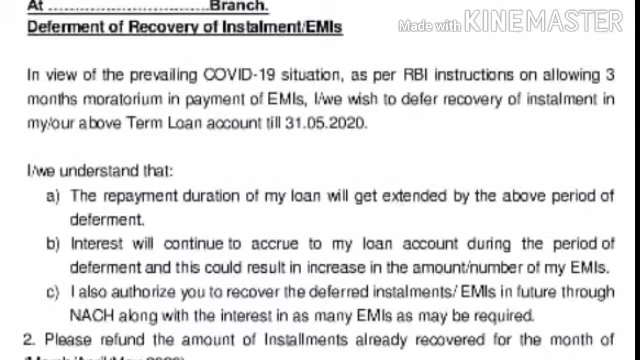 At ......................................Branch.
Made with KINEMASTER
Deferment of Recovery of Instalment/EMIs
In view of the prevailing COVID-19 situation, as per RBI instructions on allowing 3
months moratorium in payment of EMIs, I/we wish to defer recovery of instalment in
my/our above Term Loan account till 31.05.2020.
I/we understand that:
a) The repayment duration of my loan will get extended by the above period of
deferment.
b) Interest will continue to accrue to my loan account during the period of
deferment and this could result in increase in the amount/number of my EMIs.
c) I also authorize you to recover the deferred instalments/ EMIs in future through
NACH along with the interest in as many EMIs as may be required.
2. Please refund the amount of Installments already recovered for the month of